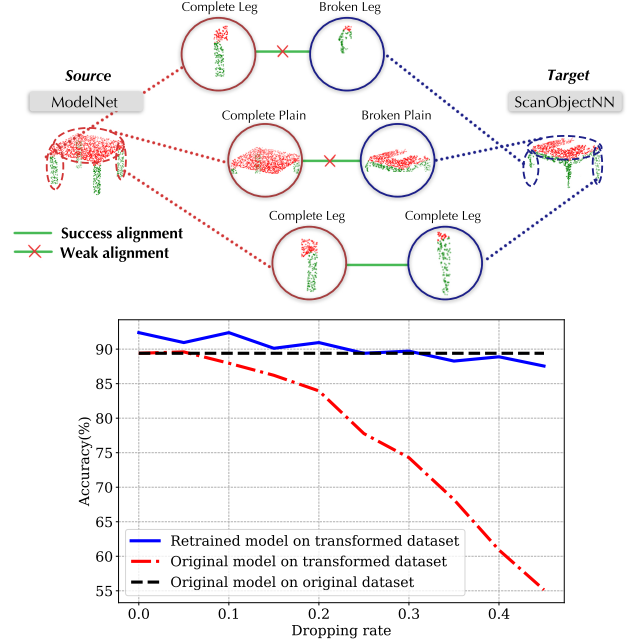 Complete Leg
Broken Leg
Source
Target
ModelNet
ScanObjectNN
Complete Plain
Broken Plain
Complete Leg
Complete Leg
Success alignment
Weak alignment
Accuracy(%)
90
85
80
75
70
65
60
55
Retrained model on transformed dataset
Original model on transformed dataset
Original model on original dataset
0.0
0.1
0.2
0.3
0.4
Dropping rate